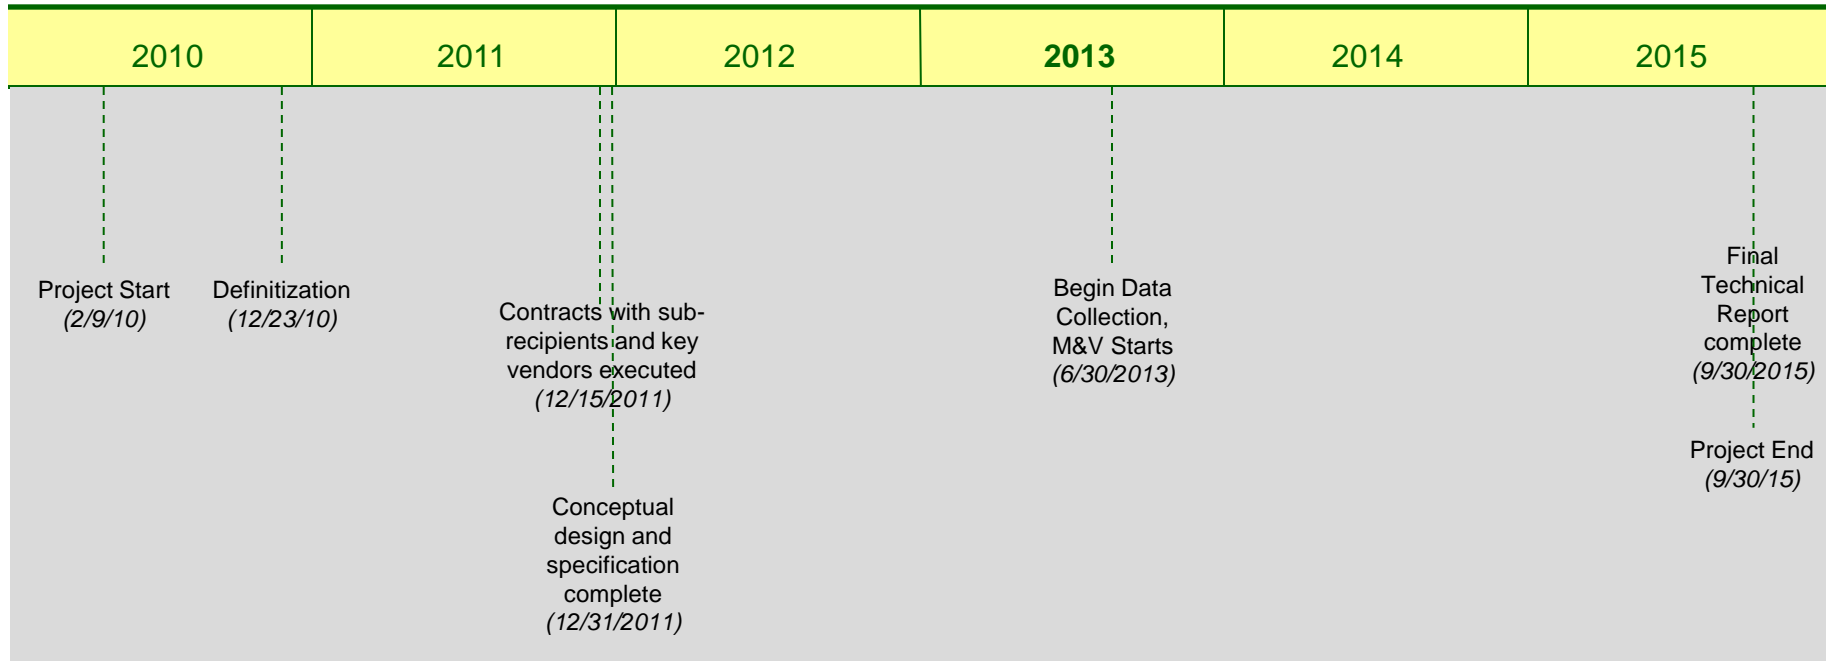 2010 2011 2012 2013 2014 2015
Project Start
(2/9/10)
Definitization
(12/23/10)
Contracts with sub-
recipients and key
vendors executed
(12/15/2011)
Conceptual
design and
specification
complete
(12/31/2011)
Begin Data
Collection,
M&V Starts
(6/30/2013)
Final
Technical
Report
complete
(9/30/2015)
Project End
(9/30/15)